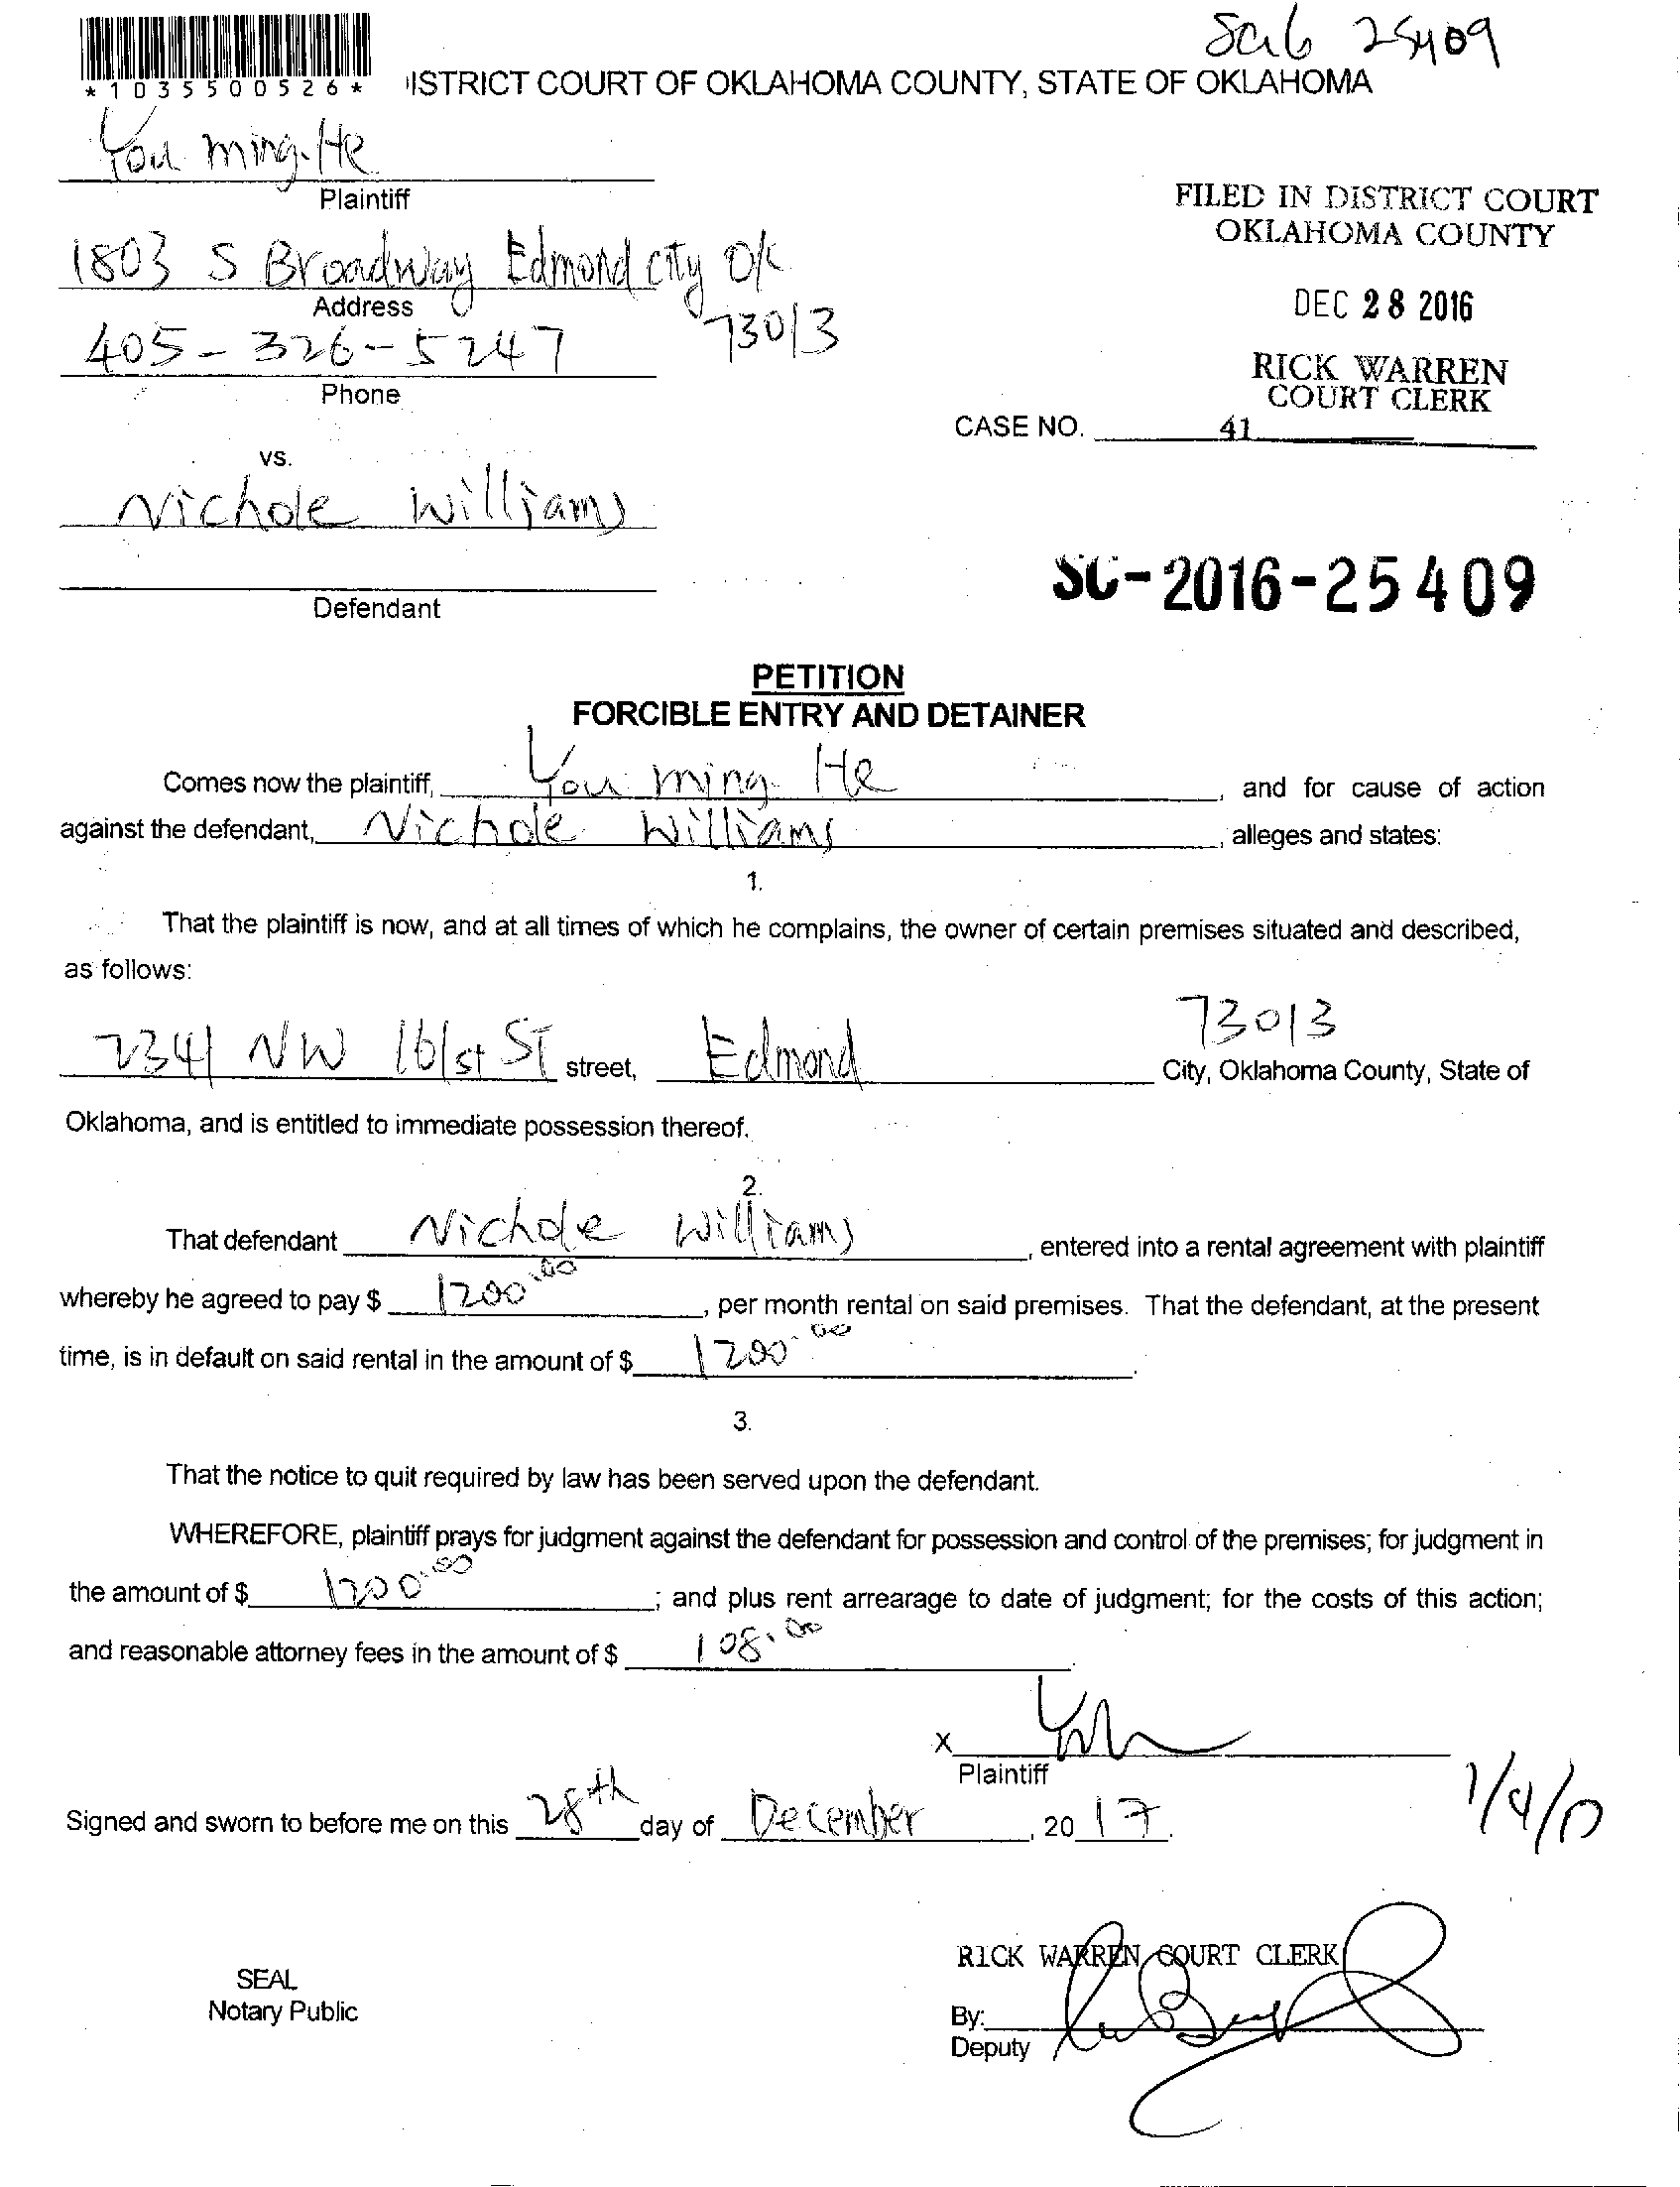 SC16 25409
*1035500526*
ISTRICT COURT OF OKLAHOMA COUNTY, STATE OF OKLAHOMA
You ming He
Plaintiff
FILED IN DISTRICT COURT
OKLAHOMA COUNTY
1803 S Broadway Edmond city OK
73013
Address
DEC 28 2016
405-326-5247
Phone
RICK WARREN
COURT CLERK
CASE NO. 41
vs.
Nichole Williams
SC-2016-25409
Defendant
PETITION
FORCIBLE ENTRY AND DETAINER
Comes now the plaintiff, You ming He, and for cause of action
against the defendant, Nichole Williams, alleges and states:
1.
That the plaintiff is now, and at all times of which he complains, the owner of certain premises situated and described,
as follows:
73013
2341 NW 161st ST street, Edmond City, Oklahoma County, State of
Oklahoma, and is entitled to immediate possession thereof.
2.
That defendant Nichole Williams, entered into a rental agreement with plaintiff
whereby he agreed to pay $ 1200.00, per month rental on said premises. That the defendant, at the present
time, is in default on said rental in the amount of $ 1200.00.
3.
That the notice to quit required by law has been served upon the defendant.
WHEREFORE, plaintiff prays for judgment against the defendant for possession and control of the premises; for judgment in
the amount of $ 1200.00; and plus rent arrearage to date of judgment; for the costs of this action;
and reasonable attorney fees in the amount of $ 108.00.
X
Plaintiff
1/9/17
Signed and sworn to before me on this 28th day of December, 2017.
RICK WARREN COURT CLERK
SEAL
Notary Public
By:
Deputy